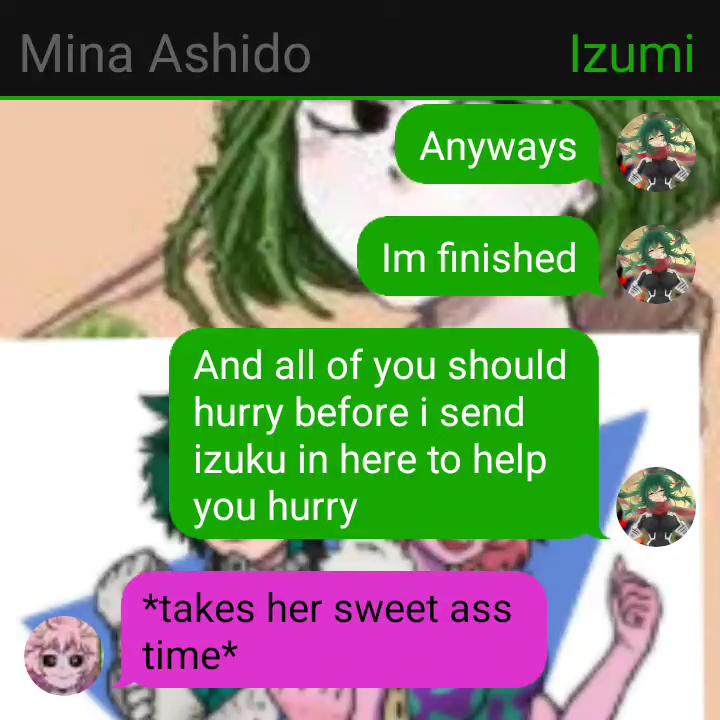 Mina Ashido
Izumi
Anyways
Im finished
And all of you should
hurry before i send
izuku in here to help
you hurry
*takes her sweet ass
time*